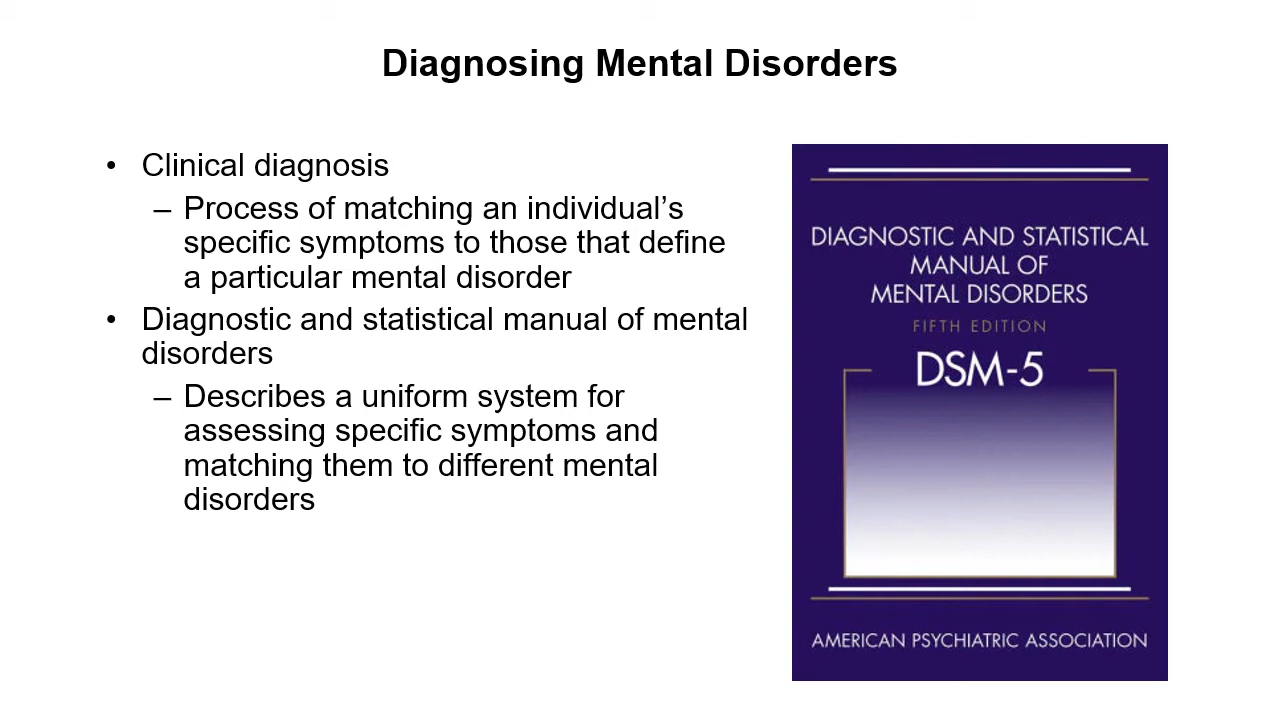 Diagnosing Mental Disorders
• Clinical diagnosis
– Process of matching an individual’s
specific symptoms to those that define
a particular mental disorder
• Diagnostic and statistical manual of mental
disorders
– Describes a uniform system for
assessing specific symptoms and
matching them to different mental
disorders
DIAGNOSTIC AND STATISTICAL
MANUAL OF
MENTAL DISORDERS
FIFTH EDITION
DSM-5
AMERICAN PSYCHIATRIC ASSOCIATION